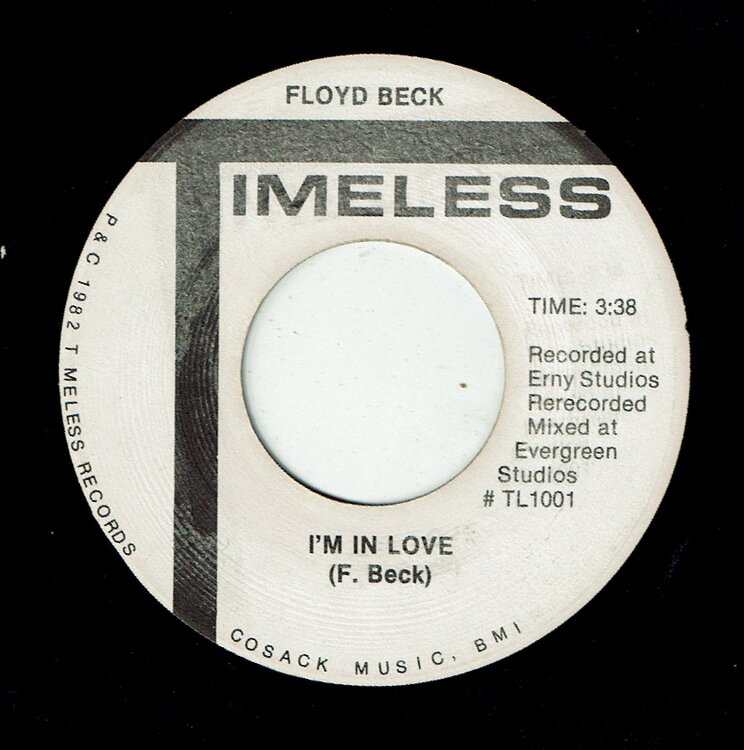 FLOYD BECK
TIMELESS
P & C 1982 T MELESS RECORDS
TIME: 3:38
Recorded at
Erny Studios
Rerecorded
Mixed at
Evergreen
Studios
# TL1001
I'M IN LOVE
(F. Beck)
COSACK MUSIC, BMI